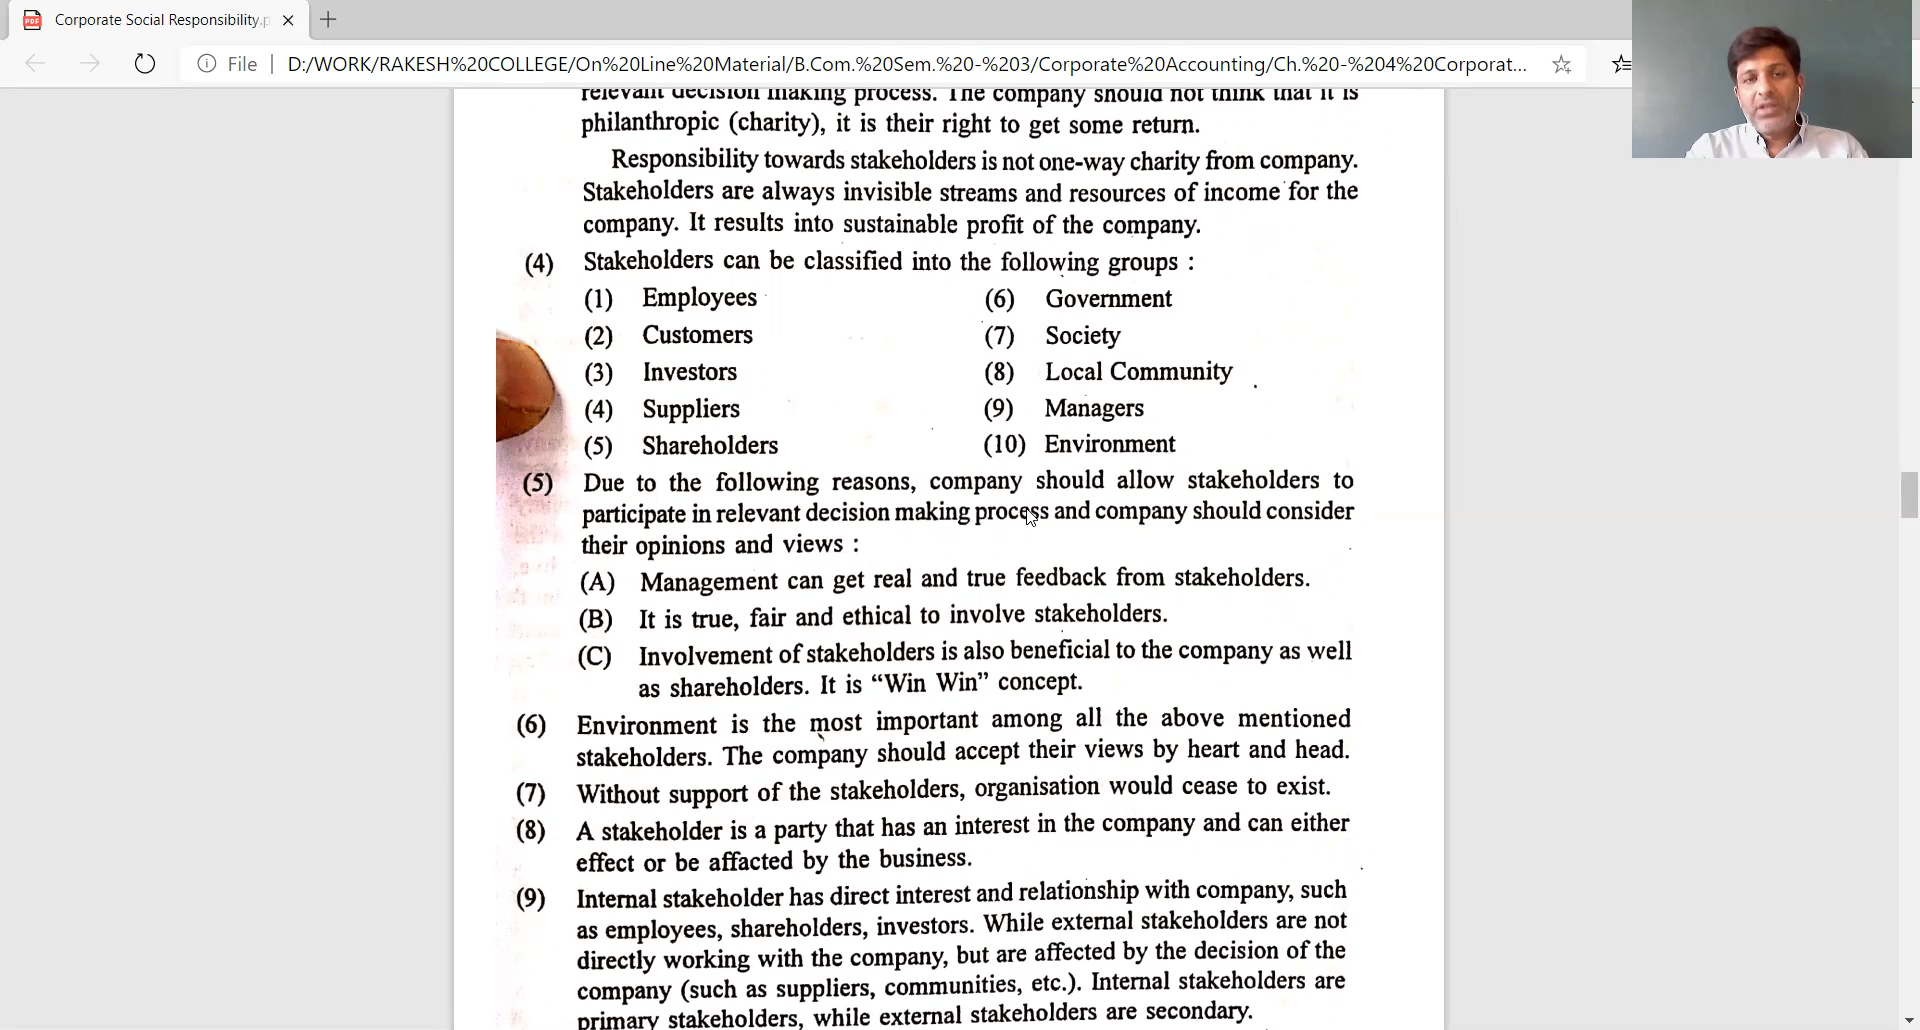 Corporate Social Responsibility.p
File
D:/WORK/RAKESH%20COLLEGE/On%20Line%20Material/B.Com.%20Sem.%20-%203/Corporate%20Accounting/Ch.%20-%204%20Corporat...
relevant decision making process. The company should not think that it is
philanthropic (charity), it is their right to get some return.
Responsibility towards stakeholders is not one-way charity from company.
Stakeholders are always invisible streams and resources of income for the
company. It results into sustainable profit of the company.
(4) Stakeholders can be classified into the following groups :
(1) Employees (6) Government
(2) Customers (7) Society
(3) Investors (8) Local Community
(4) Suppliers (9) Managers
(5) Shareholders (10) Environment
(5) Due to the following reasons, company should allow stakeholders to
participate in relevant decision making process and company should consider
their opinions and views :
(A) Management can get real and true feedback from stakeholders.
(B) It is true, fair and ethical to involve stakeholders.
(C) Involvement of stakeholders is also beneficial to the company as well
as shareholders. It is “Win Win” concept.
(6) Environment is the most important among all the above mentioned
stakeholders. The company should accept their views by heart and head.
(7) Without support of the stakeholders, organisation would cease to exist.
(8) A stakeholder is a party that has an interest in the company and can either
effect or be affacted by the business.
(9) Internal stakeholder has direct interest and relationship with company, such
as employees, shareholders, investors. While external stakeholders are not
directly working with the company, but are affected by the decision of the
company (such as suppliers, communities, etc.). Internal stakeholders are
primary stakeholders, while external stakeholders are secondary.